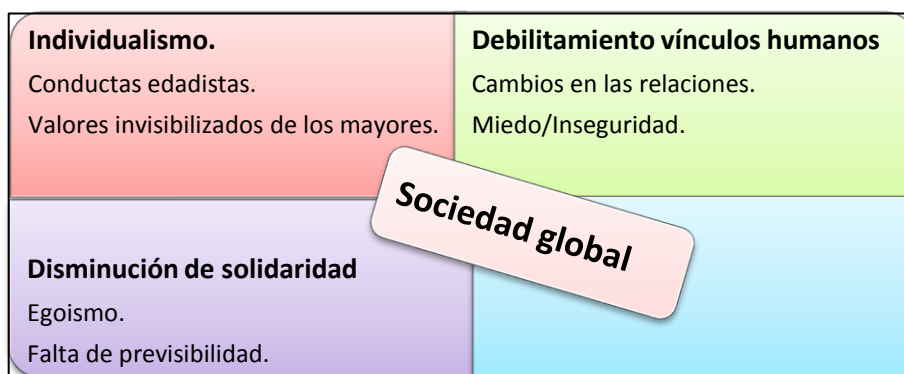 Individualismo.
Conductas edadistas.
Valores invisibilizados de los mayores.
Debilitamiento vínculos humanos
Cambios en las relaciones.
Miedo/Inseguridad.
Sociedad global
Disminución de solidaridad
Egoismo.
Falta de previsibilidad.